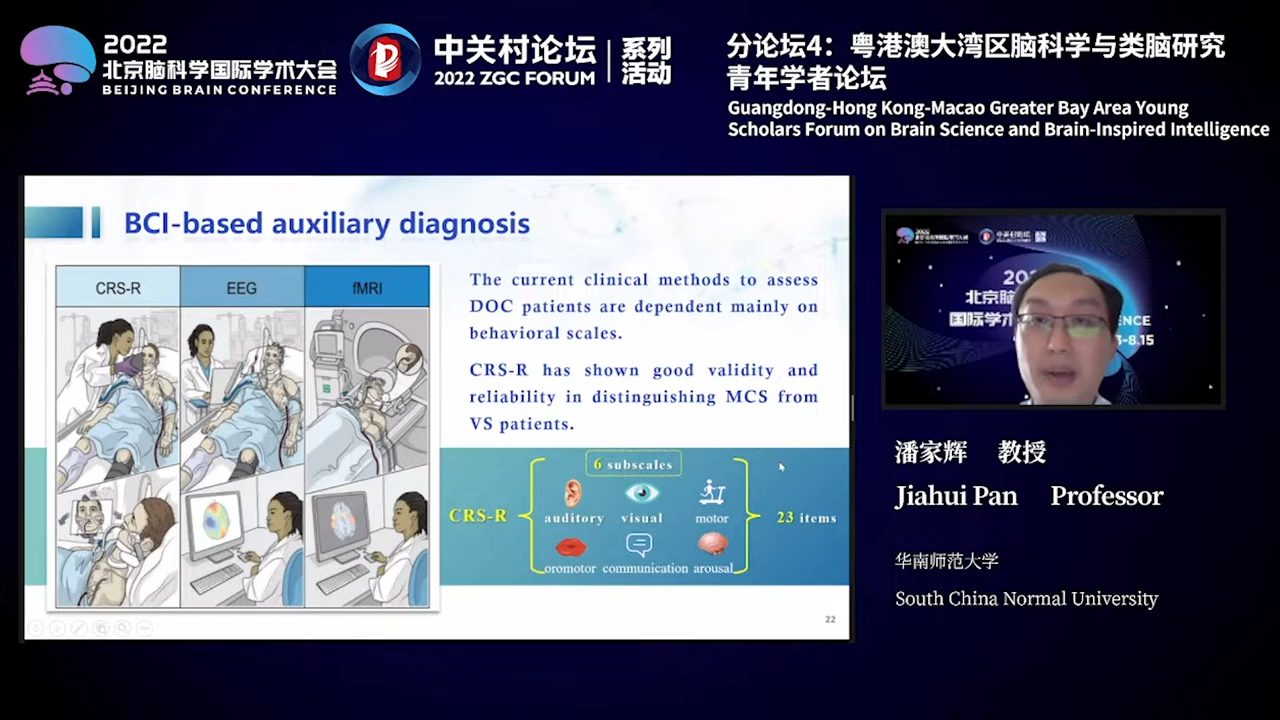 2022
北京脑科学国际学术大会
BEIJING BRAIN CONFERENCE
中关村论坛
2022 ZGC FORUM
系列
活动
分论坛4：粤港澳大湾区脑科学与类脑研究
青年学者论坛
Guangdong-Hong Kong-Macao Greater Bay Area Young
Scholars Forum on Brain Science and Brain-Inspired Intelligence
BCI-based auxiliary diagnosis
CRS-R
EEG
fMRI
The current clinical methods to assess
DOC patients are dependent mainly on
behavioral scales.
CRS-R has shown good validity and
reliability in distinguishing MCS from
VS patients.
6 subscales
CRS-R
auditory visual motor
oromotor communication arousal
23 items
22
潘家辉 教授
Jiahui Pan Professor
华南师范大学
South China Normal University